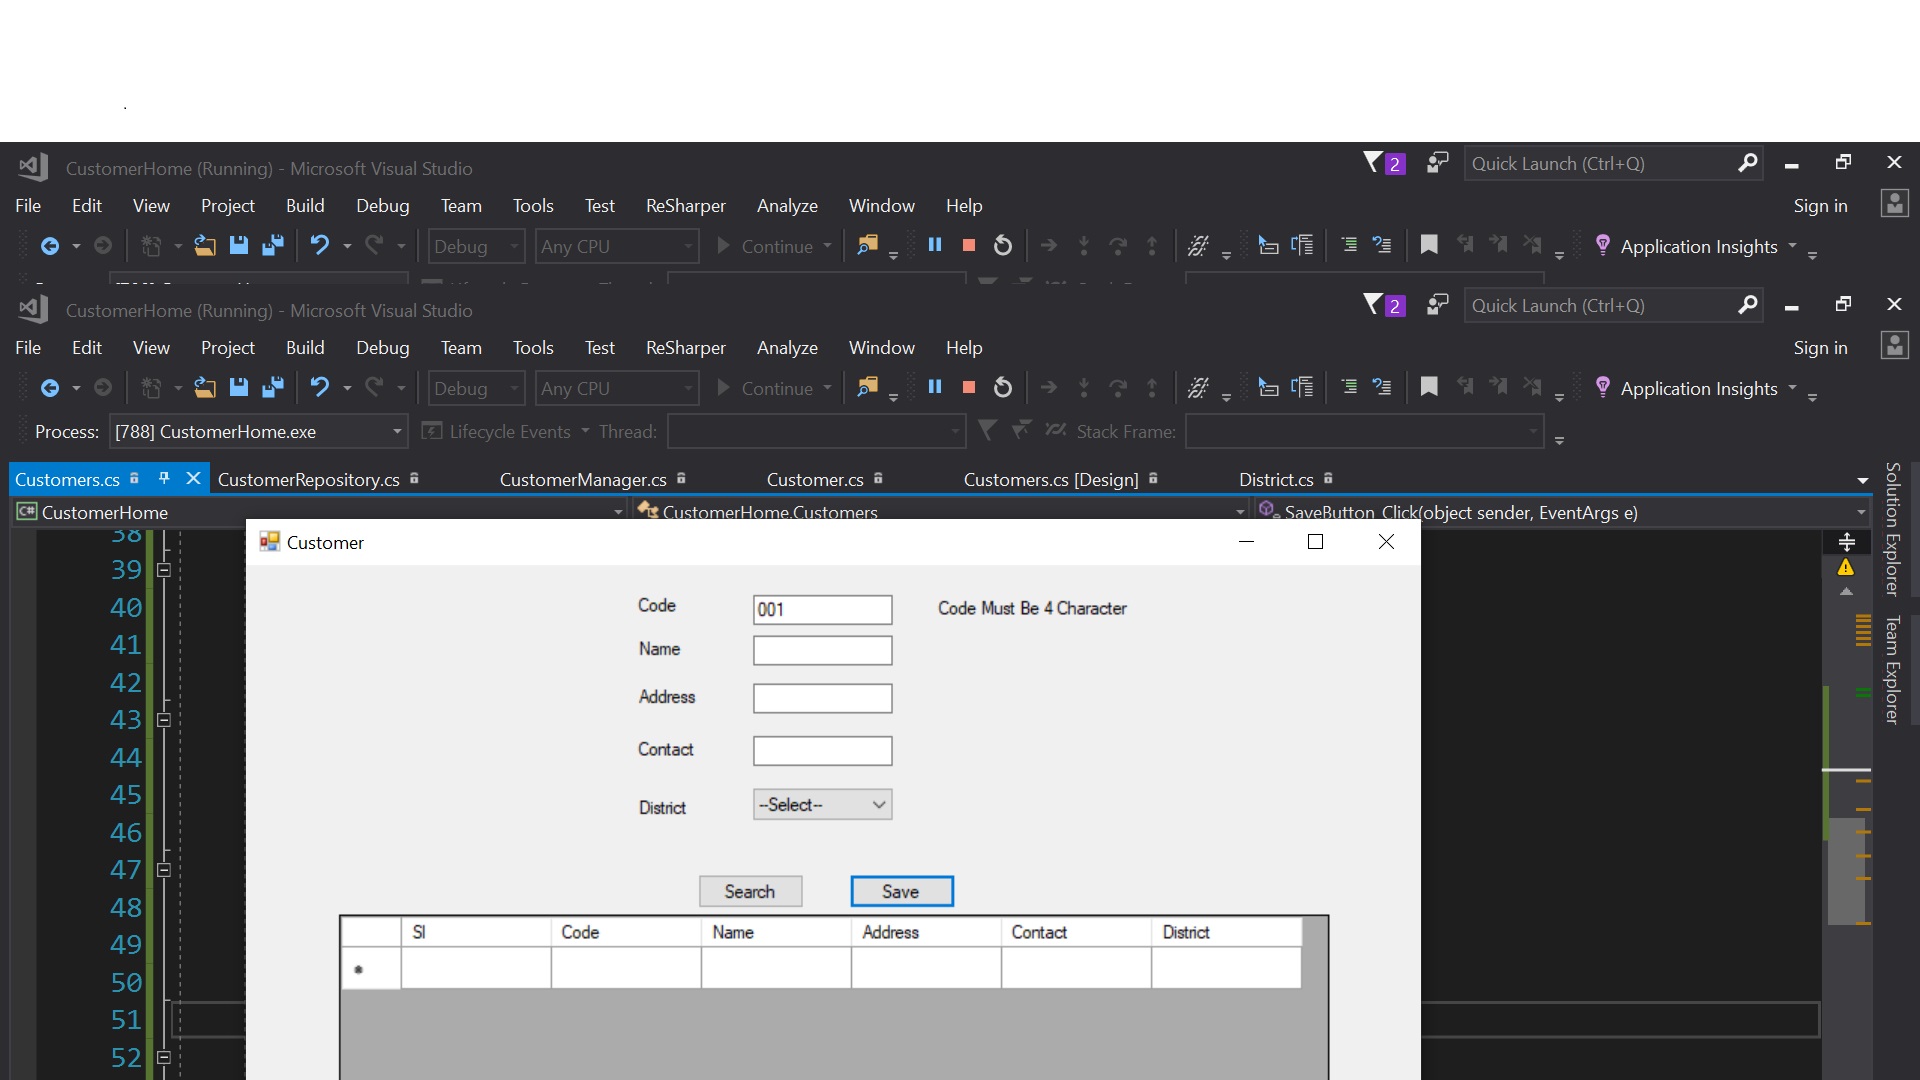 CustomerHome (Running) - Microsoft Visual Studio 2 Quick Launch (Ctrl+Q)
File Edit View Project Build Debug Team Tools Test ReSharper Analyze Window Help Sign in
Debug Any CPU Continue Application Insights
CustomerHome (Running) - Microsoft Visual Studio 2 Quick Launch (Ctrl+Q)
File Edit View Project Build Debug Team Tools Test ReSharper Analyze Window Help Sign in
Debug Any CPU Continue Application Insights
Process: [788] CustomerHome.exe Lifecycle Events Thread: Stack Frame:
Customers.cs CustomerRepository.cs CustomerManager.cs Customer.cs Customers.cs [Design] District.cs
C# CustomerHome CustomerHome.Customers SaveButton_Click(object sender, EventArgs e)
Solution Explorer
Team Explorer
38
39
40
41
42
43
44
45
46
47
48
49
50
51
52
Customer
Code 001 Code Must Be 4 Character
Name
Address
Contact
District --Select--
Search Save
Sl Code Name Address Contact District